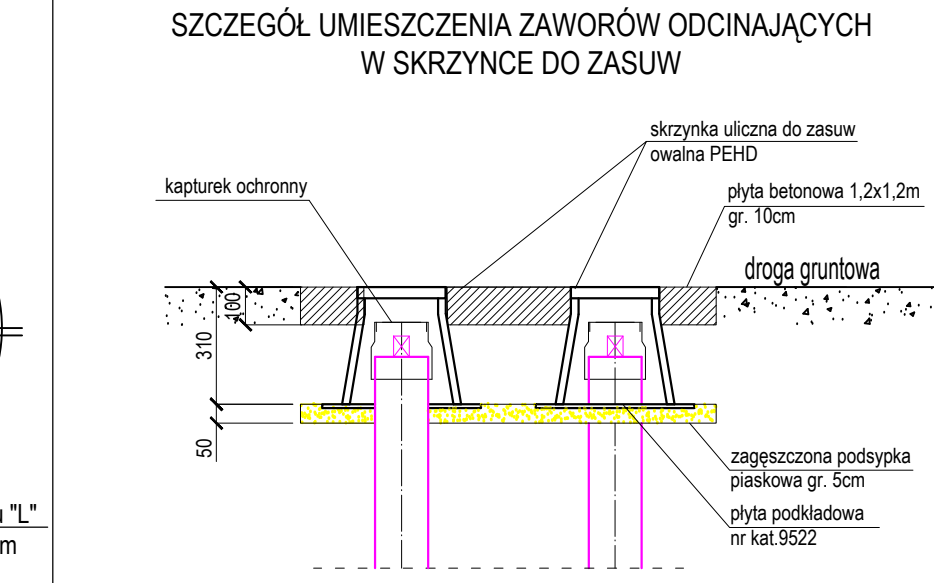 SZCZEGÓŁ UMIESZCZENIA ZAWORÓW ODCINAJĄCYCH
W SKRZYNCE DO ZASUW
skrzynka uliczna do zasuw
owalna PEHD
kapturek ochronny
płyta betonowa 1,2x1,2m
gr. 10cm
droga gruntowa
100
310
50
zagęszczona podsypka
piaskowa gr. 5cm
płyta podkładowa
nr kat.9522
"L"
m